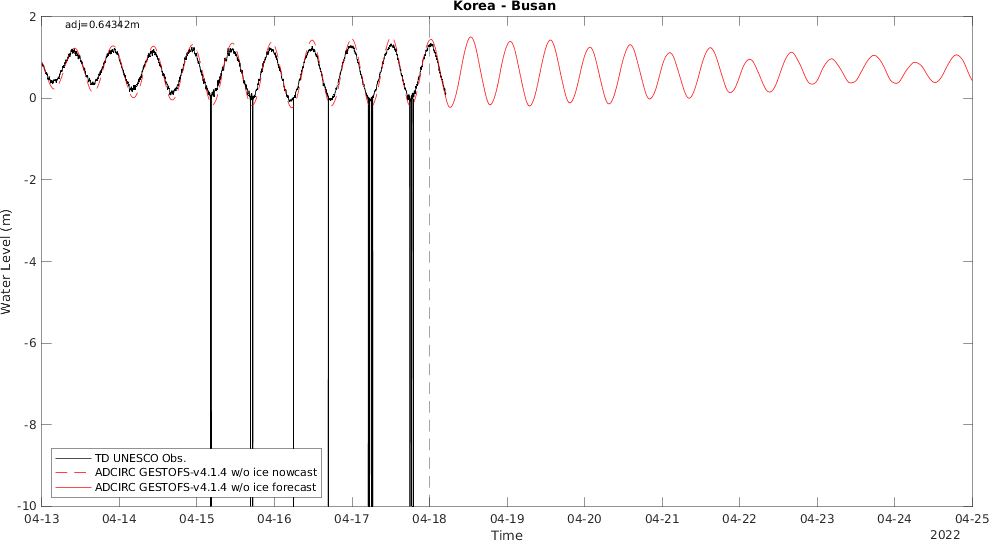 Korea - Busan
adj=0.64342m
2
0
-2
-4
-6
-8
-10
Water Level (m)
TD UNESCO Obs.
ADCIRC GESTOFS-v4.1.4 w/o ice nowcast
ADCIRC GESTOFS-v4.1.4 w/o ice forecast
04-13 04-14 04-15 04-16 04-17 04-18 04-19 04-20 04-21 04-22 04-23 04-24 04-25
Time
2022